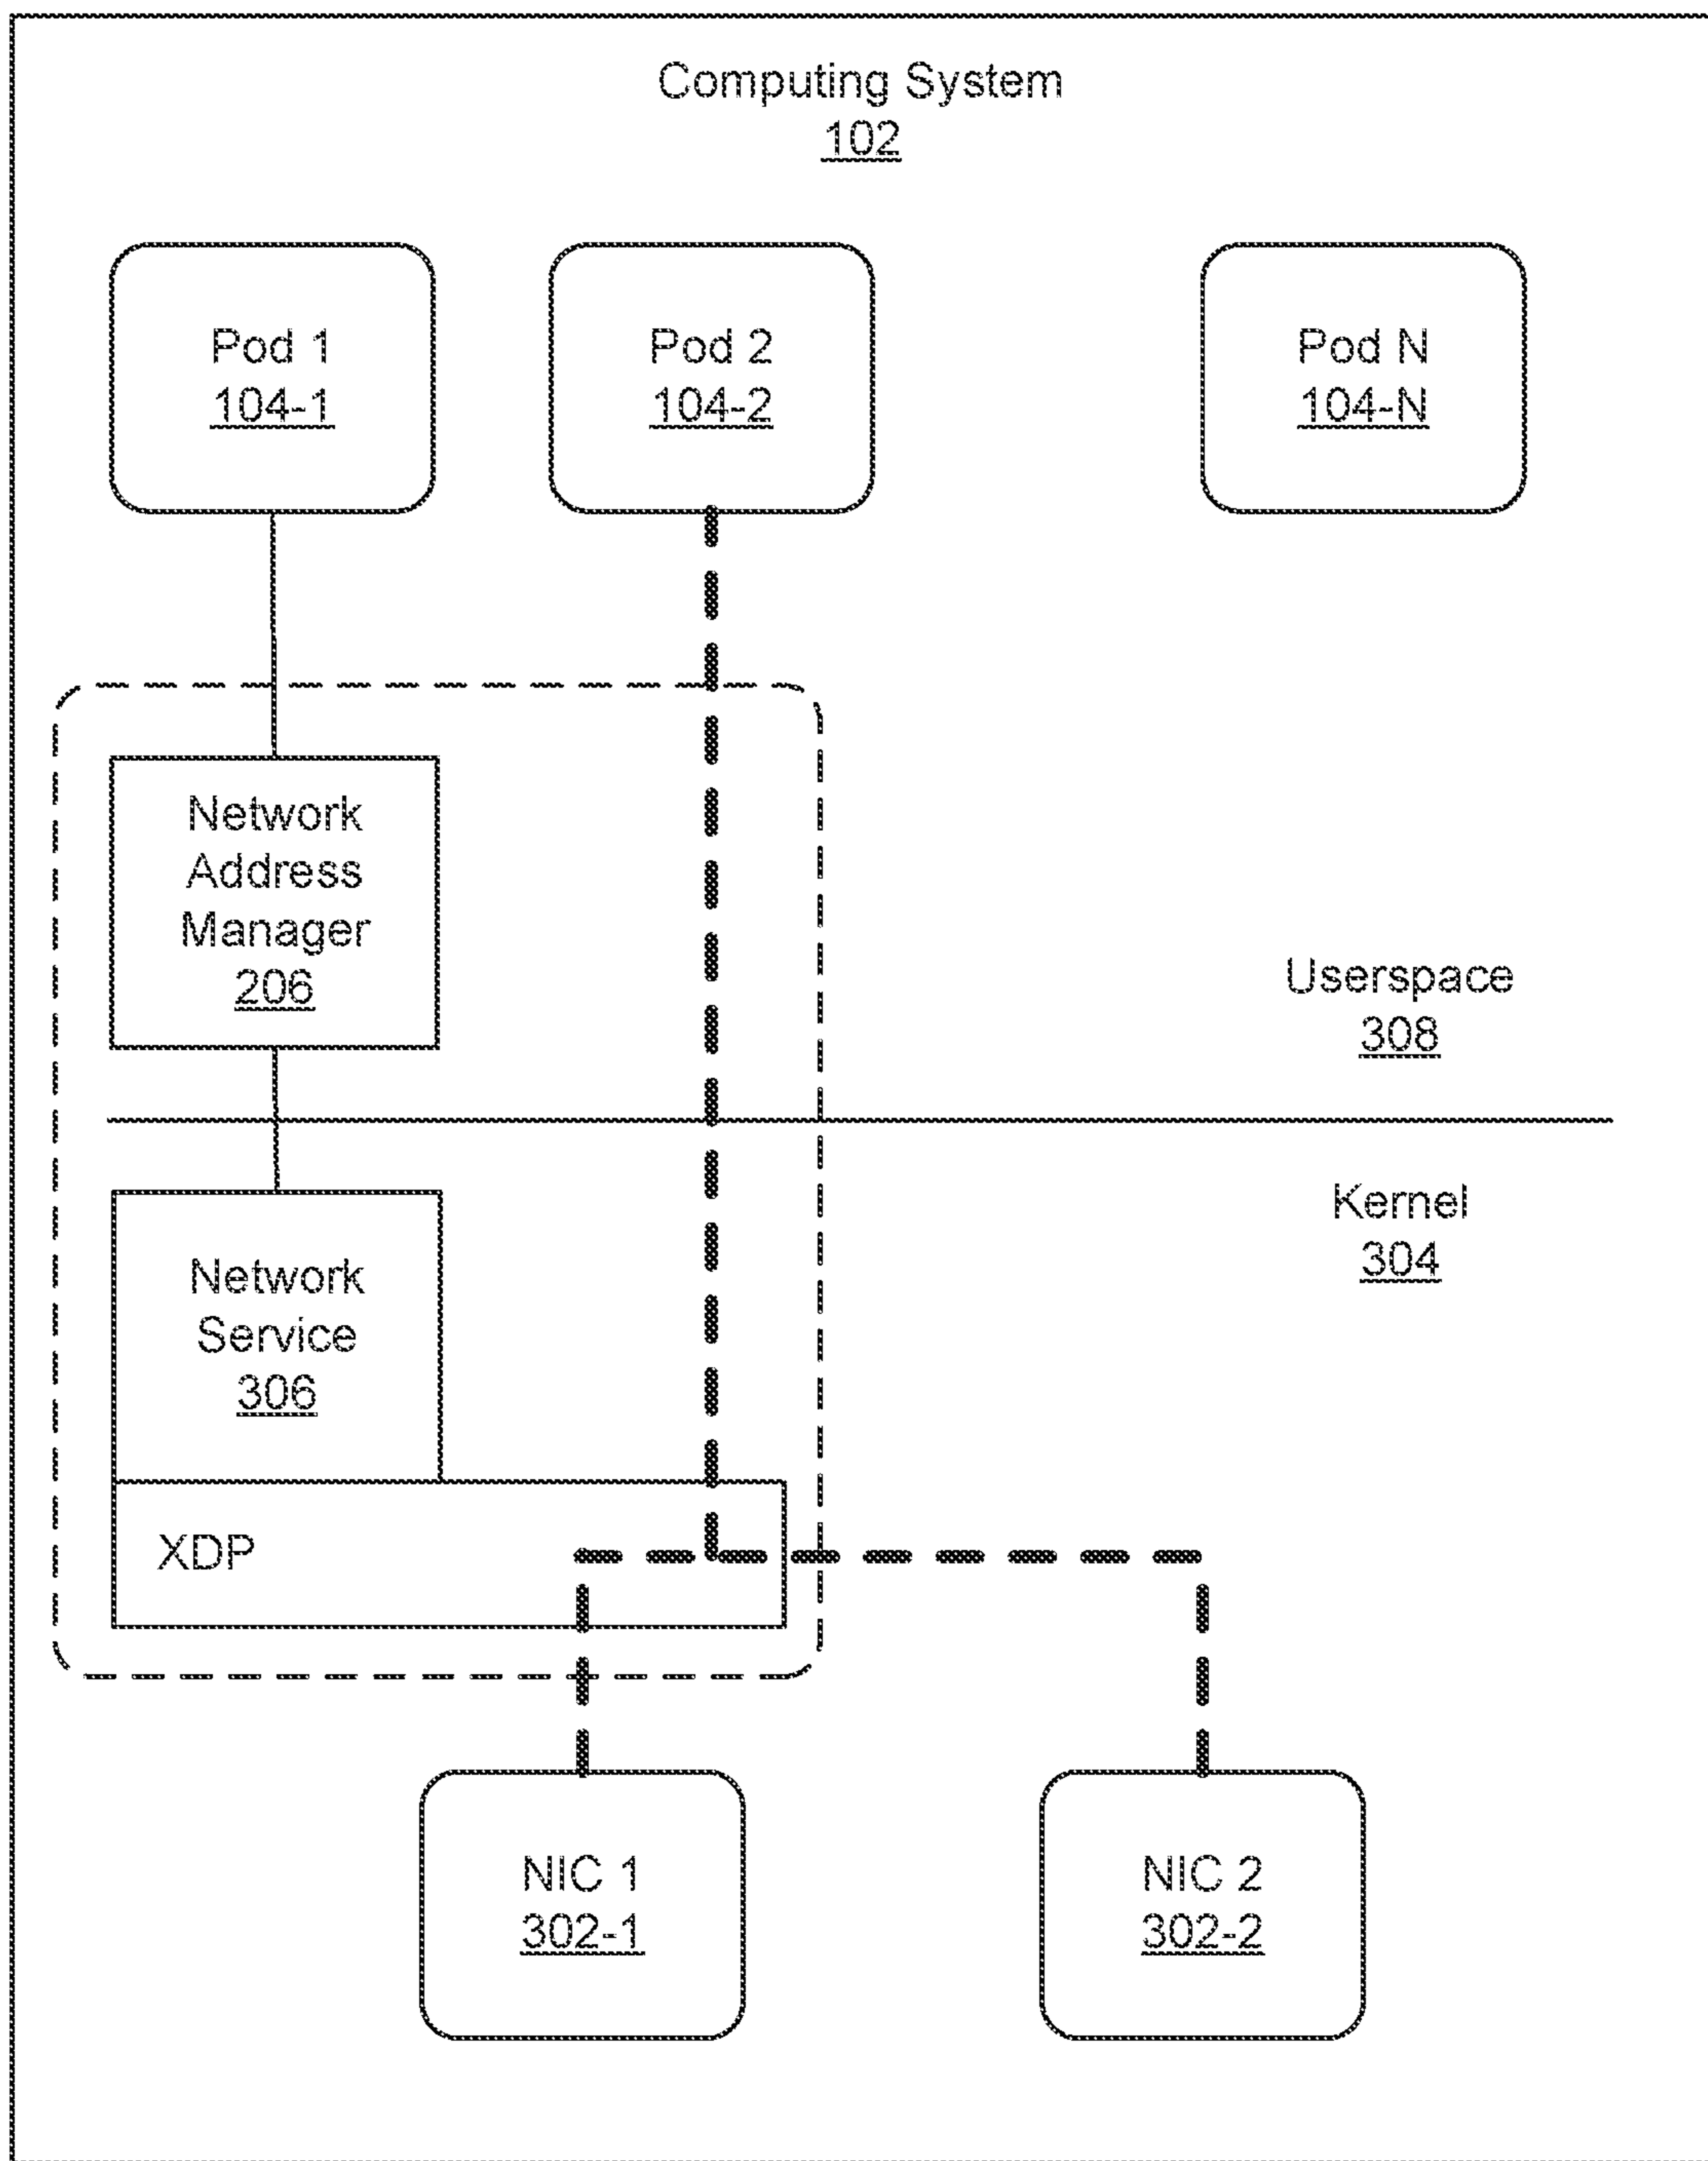 Computing System
102
Pod 1
104-1
Pod 2
104-2
Pod N
104-N
Network
Address
Manager
206
Userspace
308
Kernel
304
Network
Service
306
XDP
NIC 1
302-1
NIC 2
302-2